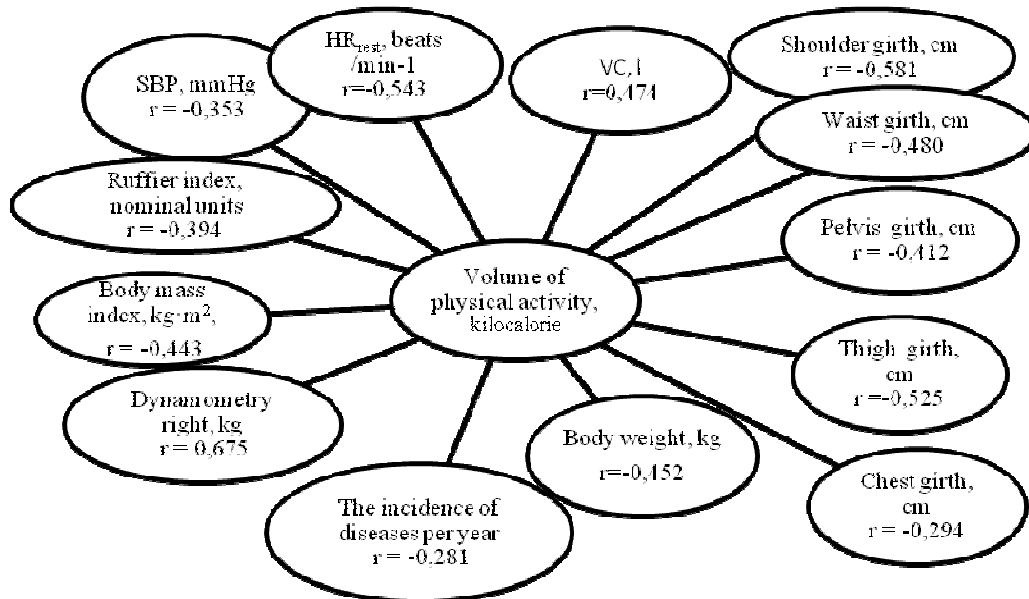 HRrest, beats
/min-1
r=-0,543
SBP, mmHg
r = -0,353
VC, l
r=0,474
Shoulder girth, cm
r = -0,581
Waist girth, cm
r = -0,480
Ruffier index,
nominal units
r = -0,394
Pelvis girth, cm
r = -0,412
Volume of
physical activity,
kilocalorie
Body mass
index, kg·m²,
r = -0,443
Thigh girth,
cm
r =-0,525
Dynamometry
right, kg
r = 0,675
Body weight, kg
r=-0,452
Chest girth,
cm
r = -0,294
The incidence of
diseases per year
r = -0,281